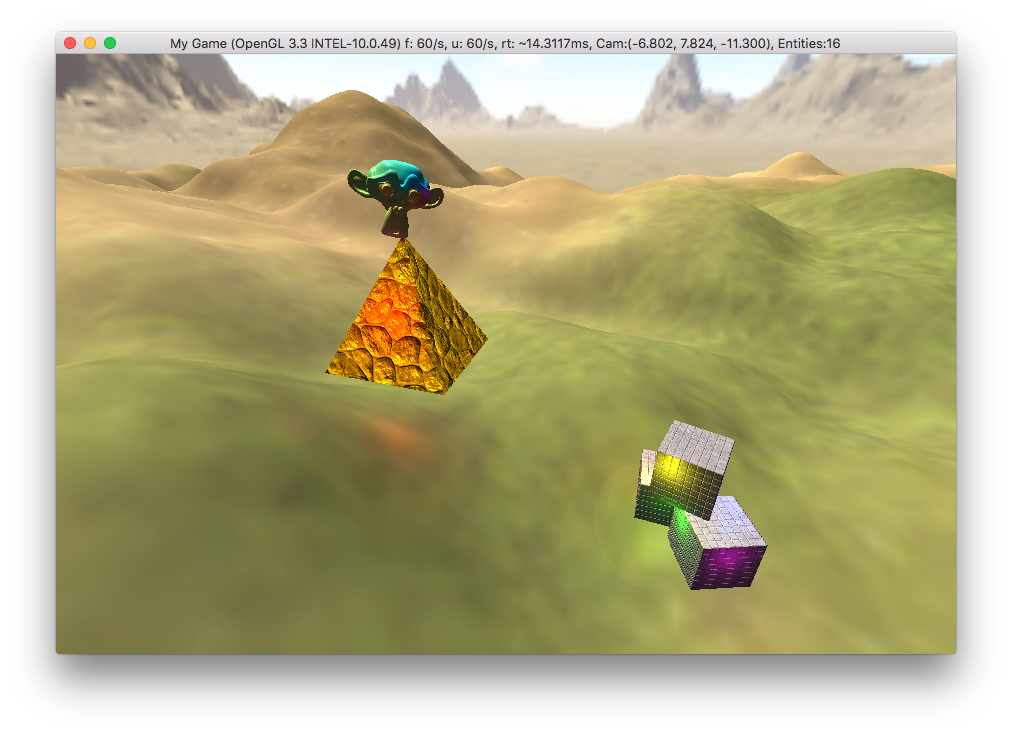 My Game (OpenGL 3.3 INTEL-10.0.49) f: 60/s, u: 60/s, rt: ~14.3117ms, Cam:(-6.802, 7.824, -11.300), Entities:16